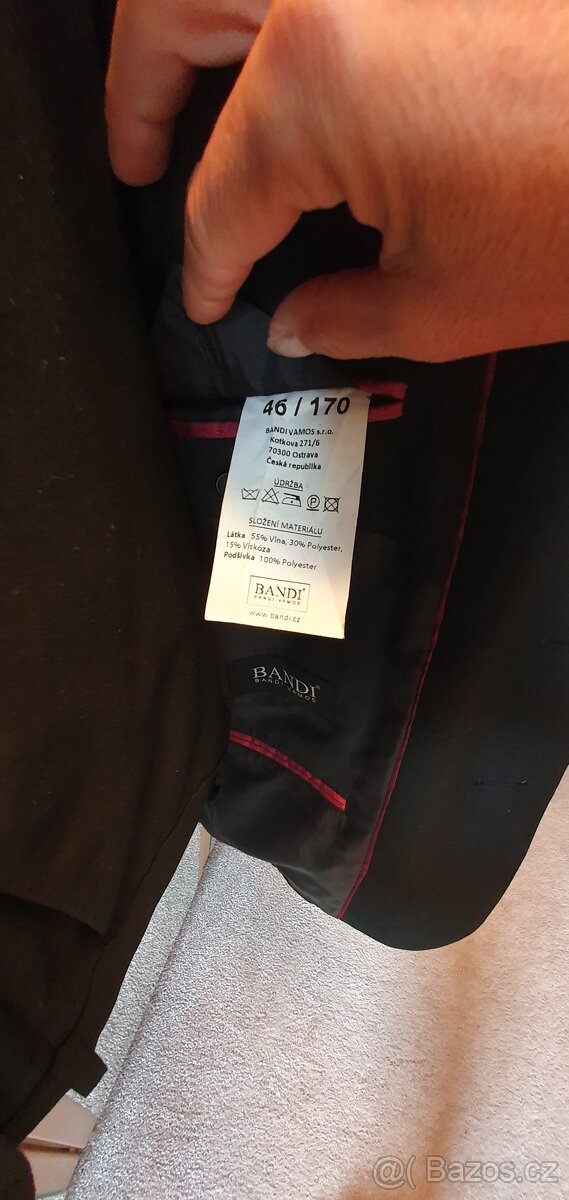 46 / 170
BANDI VAMOS s.r.o.
Kotkova 271/6
70300 Ostrava
Česká republika
ÚDRŽBA
P
SLOŽENÍ MATERIÁLU
Látka 55% Vlna, 30% Polyester,
15% Viskóza
Podšívka 100% Polyester
BANDI®
BANDI VAMOS
www.bandi.cz
BANDI®
BANDI VAMOS
@( Bazos.cz